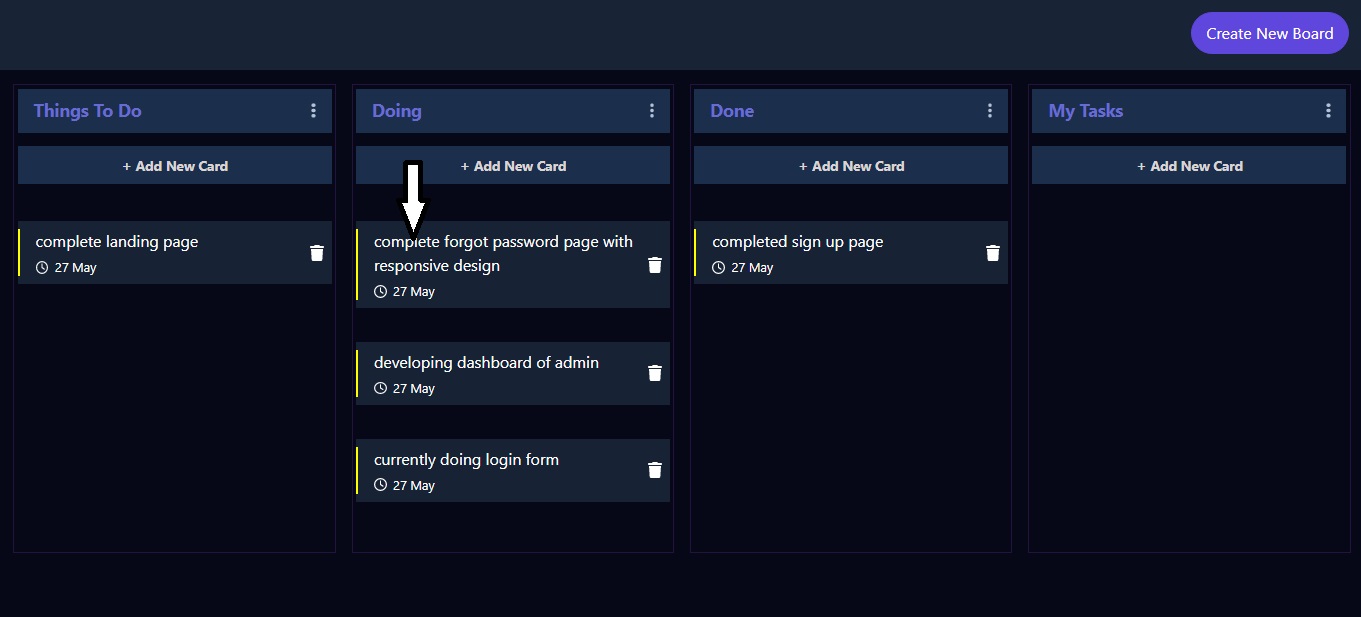 Create New Board
Things To Do
+ Add New Card
complete landing page
27 May
Doing
+ Add New Card
complete forgot password page with
responsive design
27 May
developing dashboard of admin
27 May
currently doing login form
27 May
Done
+ Add New Card
completed sign up page
27 May
My Tasks
+ Add New Card